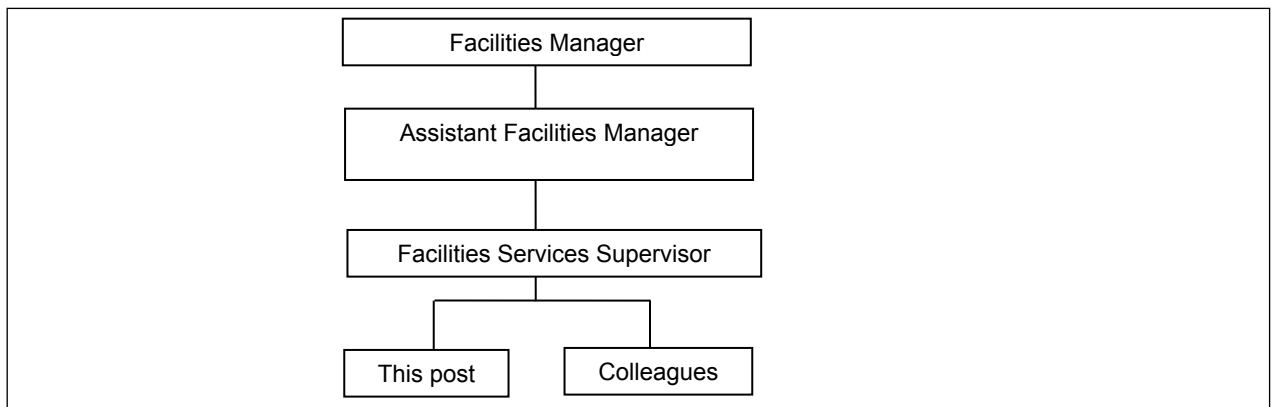 Facilities Manager
Assistant Facilities Manager
Facilities Services Supervisor
This post
Colleagues